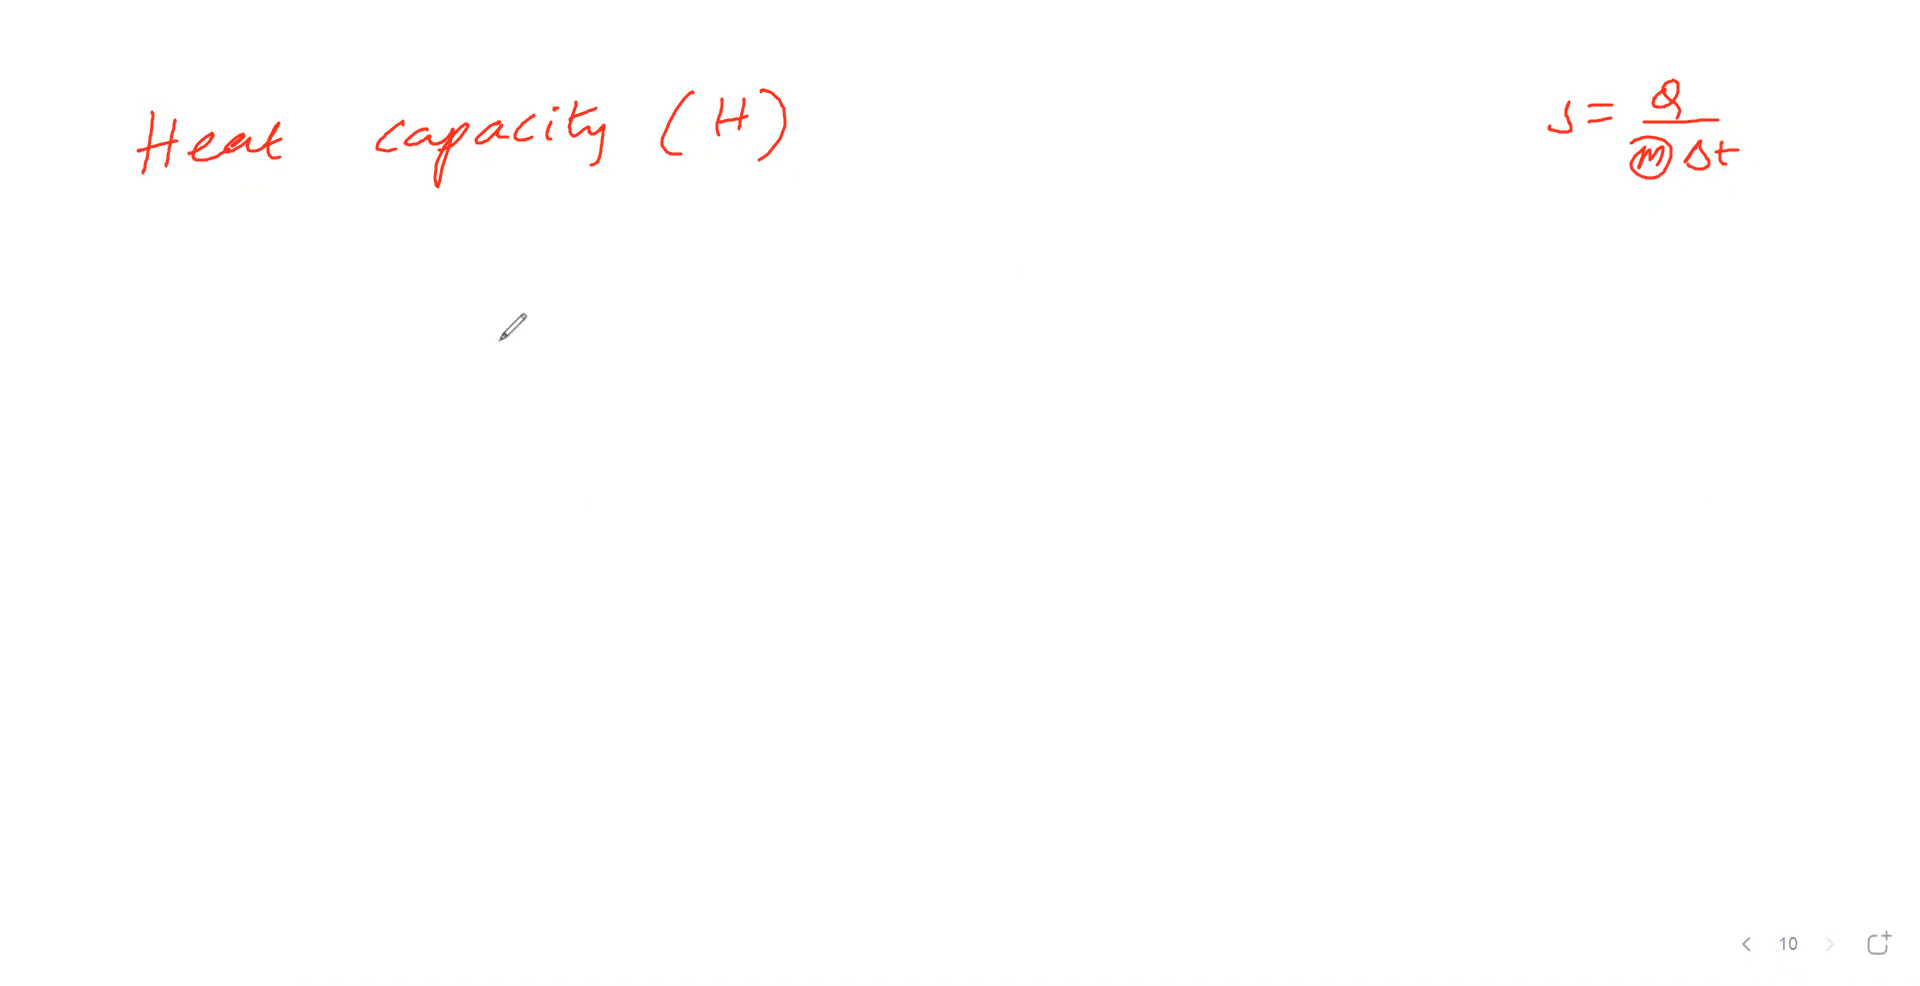 Heat capacity (H)
s = Q / m Δt
10